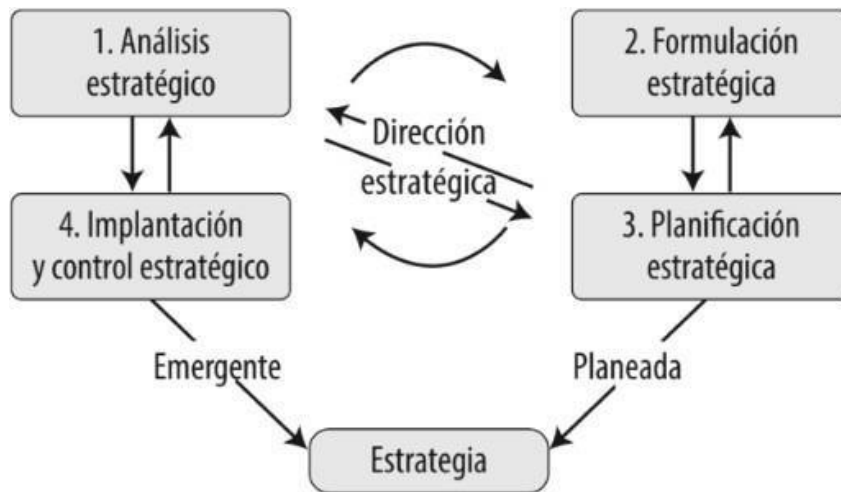 1. Análisis
estratégico
2. Formulación
estratégica
Dirección
estratégica
4. Implantación
y control estratégico
3. Planificación
estratégica
Emergente
Planeada
Estrategia